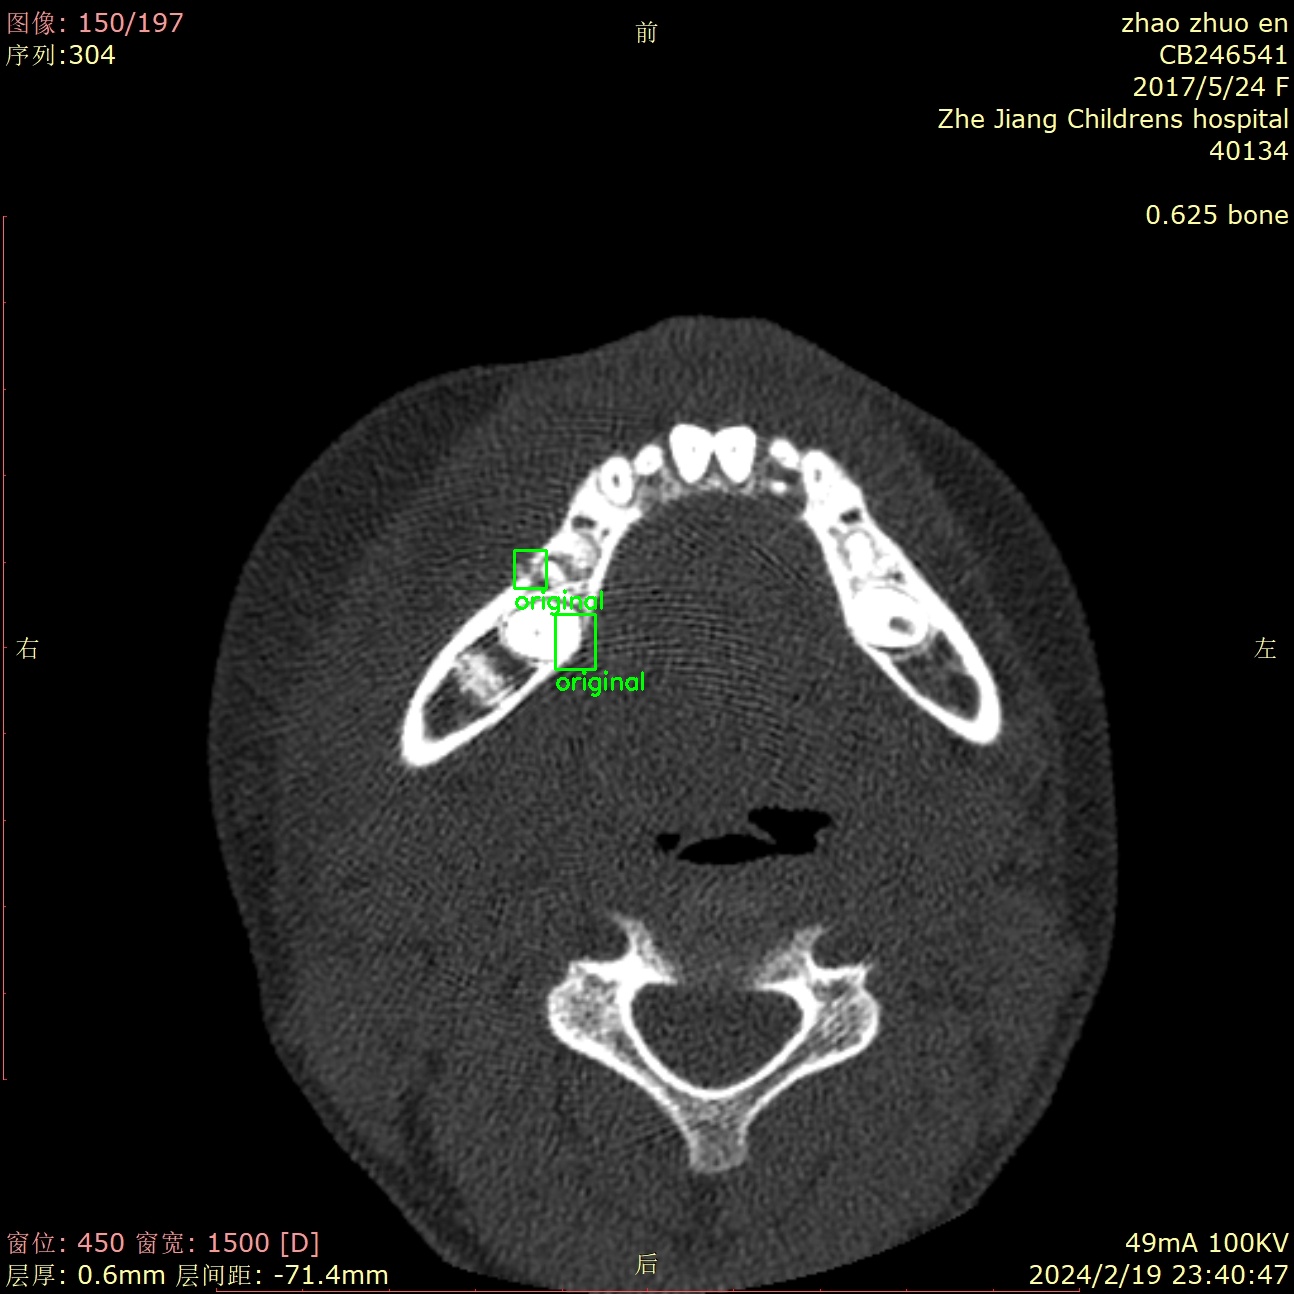 图像: 150/197
序列:304
前
zhao zhuo en
CB246541
2017/5/24 F
Zhe Jiang Childrens hospital
40134
0.625 bone
original
original
右
左
窗位: 450 窗宽: 1500 [D]
层厚: 0.6mm 层间距: -71.4mm
后
49mA 100KV
2024/2/19 23:40:47